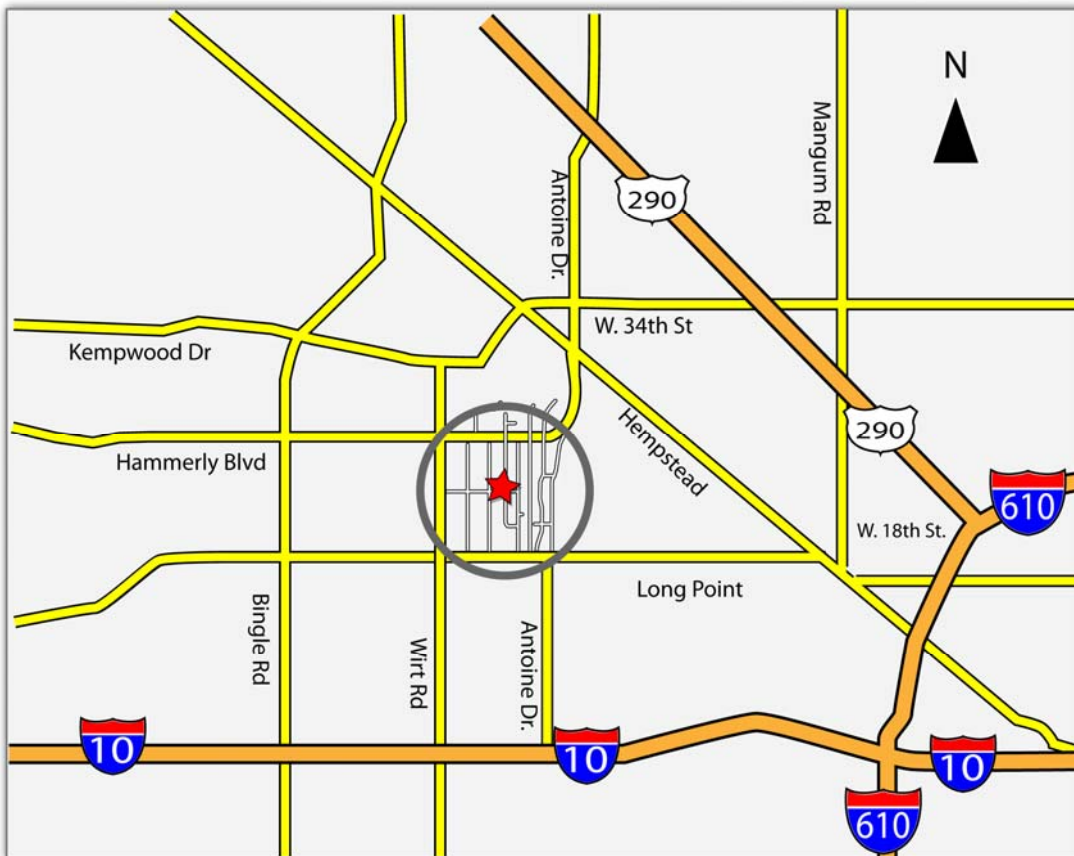 N
Mangum Rd
Antoine Dr.
290
W. 34th St
Kempwood Dr
Hempstead
290
Hammerly Blvd
610
W. 18th St.
Long Point
Bingle Rd
Wirt Rd
Antoine Dr.
10
10
10
610